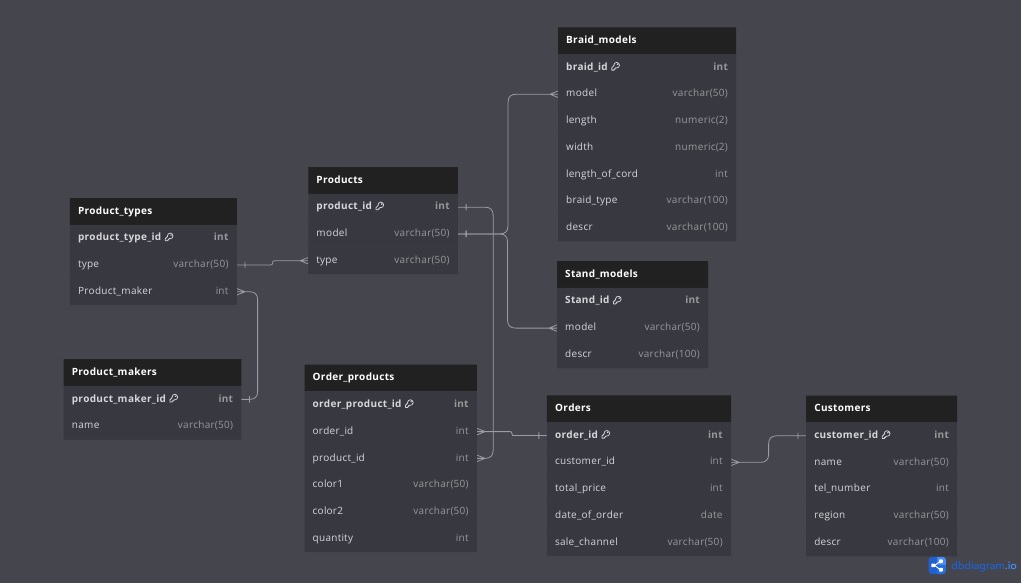 Braid_models
braid_id int
model varchar(50)
length numeric(2)
width numeric(2)
length_of_cord int
braid_type varchar(100)
descr varchar(100)
Products
product_id int
model varchar(50)
type varchar(50)
Product_types
product_type_id int
type varchar(50)
Product_maker int
Stand_models
Stand_id int
model varchar(50)
descr varchar(100)
Product_makers
product_maker_id int
name varchar(50)
Order_products
order_product_id int
order_id int
product_id int
color1 varchar(50)
color2 varchar(50)
quantity int
Orders
order_id int
customer_id int
total_price int
date_of_order date
sale_channel varchar(50)
Customers
customer_id int
name varchar(50)
tel_number int
region varchar(50)
descr varchar(100)
dbdiagram.io